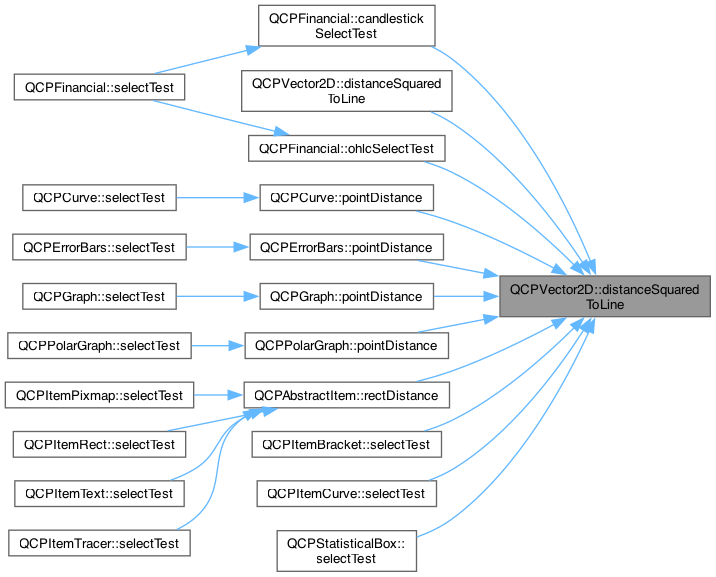 QCPFinancial::candlestick
SelectTest
QCPFinancial::selectTest
QCPVector2D::distanceSquared
ToLine
QCPFinancial::ohlcSelectTest
QCPCurve::selectTest
QCPCurve::pointDistance
QCPErrorBars::selectTest
QCPErrorBars::pointDistance
QCPVector2D::distanceSquared
ToLine
QCPGraph::selectTest
QCPGraph::pointDistance
QCPPolarGraph::selectTest
QCPPolarGraph::pointDistance
QCPItemPixmap::selectTest
QCPAbstractItem::rectDistance
QCPItemRect::selectTest
QCPItemBracket::selectTest
QCPItemText::selectTest
QCPItemCurve::selectTest
QCPItemTracer::selectTest
QCPStatisticalBox::
selectTest